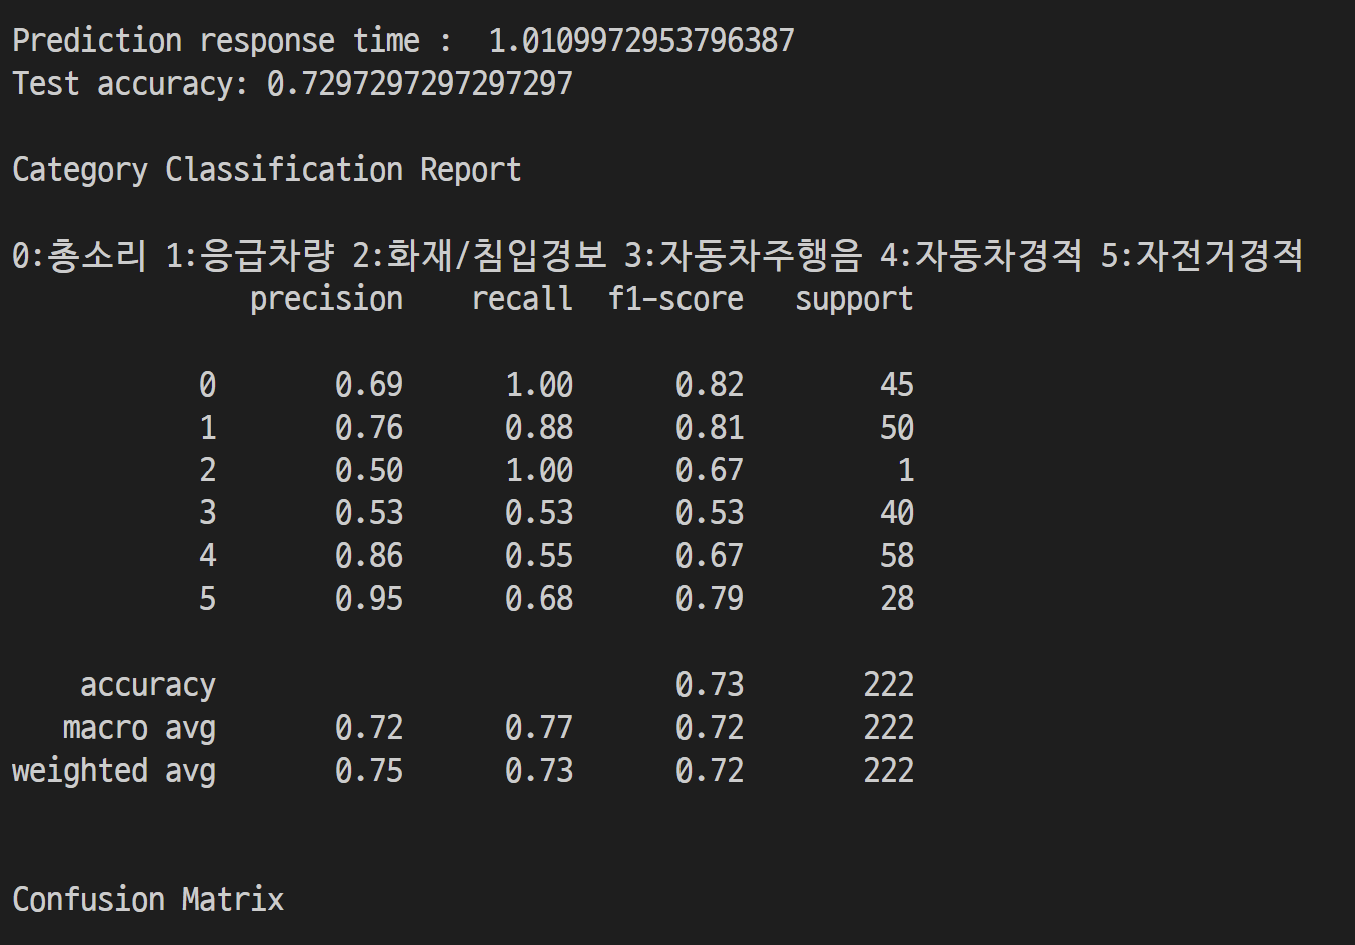 Prediction response time :  1.0109972953796387
Test accuracy: 0.7297297297297297
Category Classification Report
0:총소리 1:응급차량 2:화재/침입경보 3:자동차주행음 4:자동차경적 5:자전거경적
precision recall f1-score support
0 0.69 1.00 0.82 45
1 0.76 0.88 0.81 50
2 0.50 1.00 0.67 1
3 0.53 0.53 0.53 40
4 0.86 0.55 0.67 58
5 0.95 0.68 0.79 28
accuracy 0.73 222
macro avg 0.72 0.77 0.72 222
weighted avg 0.75 0.73 0.72 222
Confusion Matrix